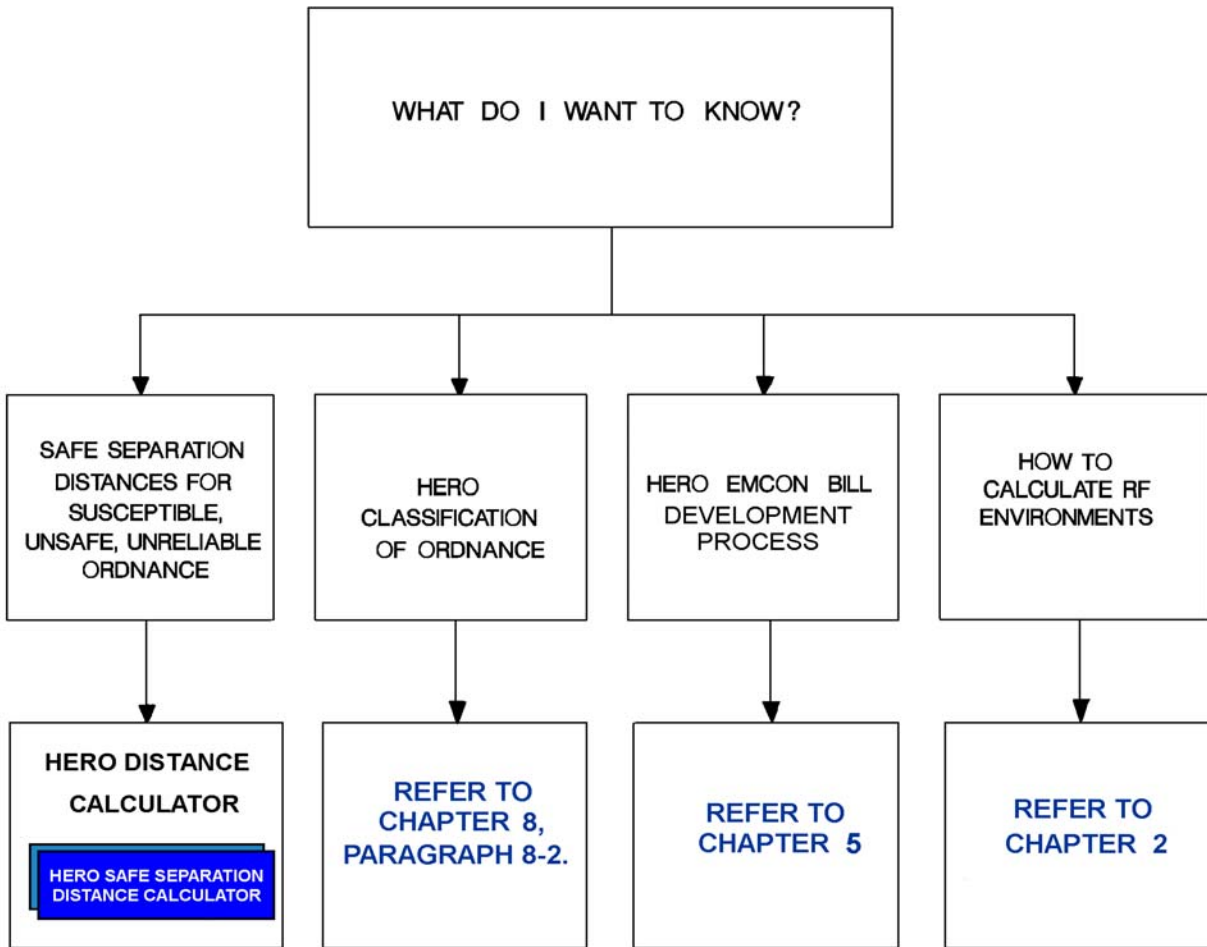 WHAT DO I WANT TO KNOW?
SAFE SEPARATION
DISTANCES FOR
SUSCEPTIBLE,
UNSAFE, UNRELIABLE
ORDNANCE
HERO
CLASSIFICATION
OF ORDNANCE
HERO EMCON BILL
DEVELOPMENT
PROCESS
HOW TO
CALCULATE RF
ENVIRONMENTS
HERO DISTANCE
CALCULATOR
HERO SAFE SEPARATION
DISTANCE CALCULATOR
REFER TO
CHAPTER 8,
PARAGRAPH 8-2.
REFER TO
CHAPTER 5
REFER TO
CHAPTER 2